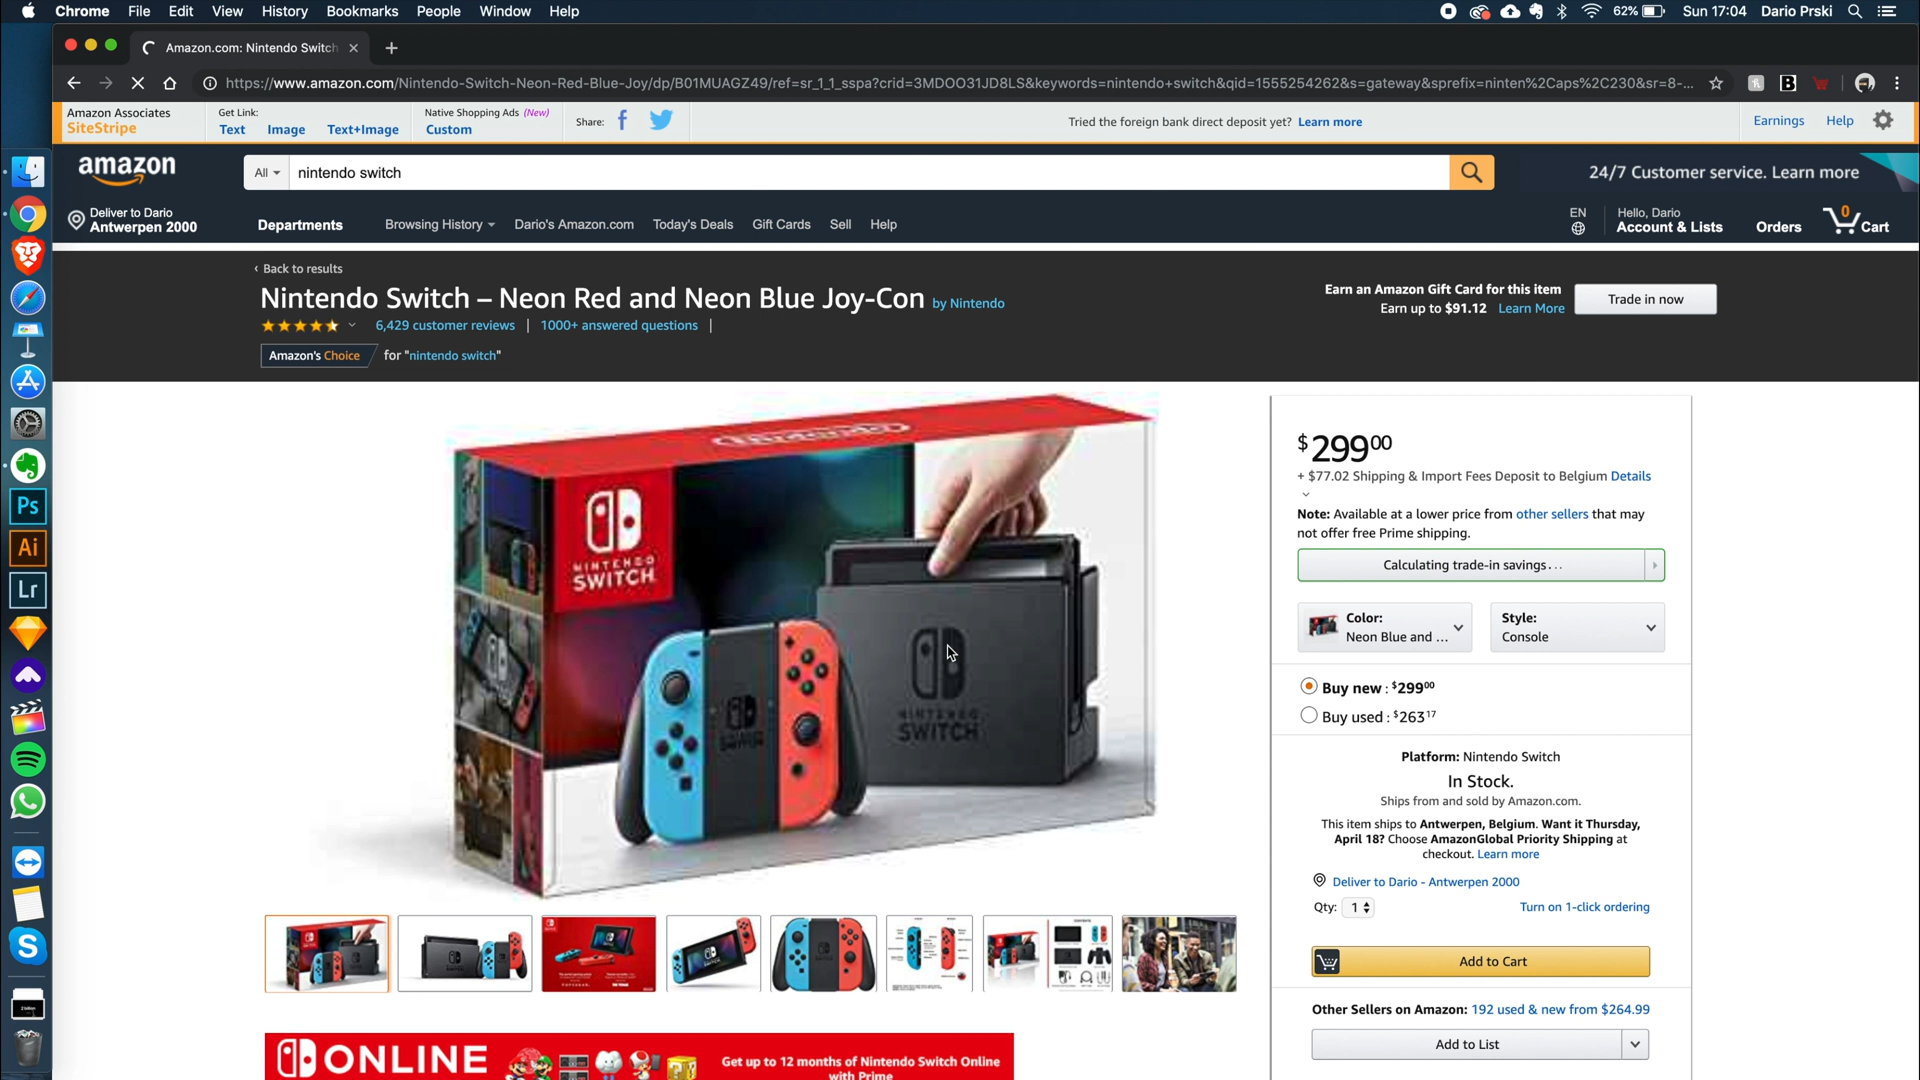 Chrome File Edit View History Bookmarks People Window Help
62% Sun 17:04 Dario Prski
Amazon.com: Nintendo Switch
https://www.amazon.com/Nintendo-Switch-Neon-Red-Blue-Joy/dp/B01MUAGZ49/ref=sr_1_1_sspa?crid=3MDOO31JD8LS&keywords=nintendo+switch&qid=1555254262&s=gateway&sprefix=ninten%2Caps%2C230&sr=8-...
Amazon Associates
SiteStripe
Get Link:
Text Image Text+Image
Native Shopping Ads (New)
Custom
Share:
Tried the foreign bank direct deposit yet? Learn more
Earnings Help
amazon
All nintendo switch
24/7 Customer service. Learn more
Deliver to Dario
Antwerpen 2000
Departments Browsing History Dario's Amazon.com Today's Deals Gift Cards Sell Help
EN
Hello, Dario
Account & Lists
Orders
0
Cart
‹ Back to results
Nintendo Switch – Neon Red and Neon Blue Joy-Con by Nintendo
6,429 customer reviews | 1000+ answered questions |
Amazon's Choice for "nintendo switch"
Earn an Amazon Gift Card for this item
Earn up to $91.12 Learn More
Trade in now
Nintendo
NINTENDO
SWITCH
SWITCH
NINTENDO
SWITCH
$29900
+ $77.02 Shipping & Import Fees Deposit to Belgium Details
Note: Available at a lower price from other sellers that may
not offer free Prime shipping.
Calculating trade-in savings...
Color:
Neon Blue and ...
Style:
Console
Buy new : $29900
Buy used : $26317
Platform: Nintendo Switch
In Stock.
Ships from and sold by Amazon.com.
This item ships to Antwerpen, Belgium. Want it Thursday,
April 18? Choose AmazonGlobal Priority Shipping at
checkout. Learn more
Deliver to Dario - Antwerpen 2000
Qty: 1
Turn on 1-click ordering
Add to Cart
Other Sellers on Amazon: 192 used & new from $264.99
Add to List
ONLINE
Get up to 12 months of Nintendo Switch Online
with Prime
Ps
Ai
Lr